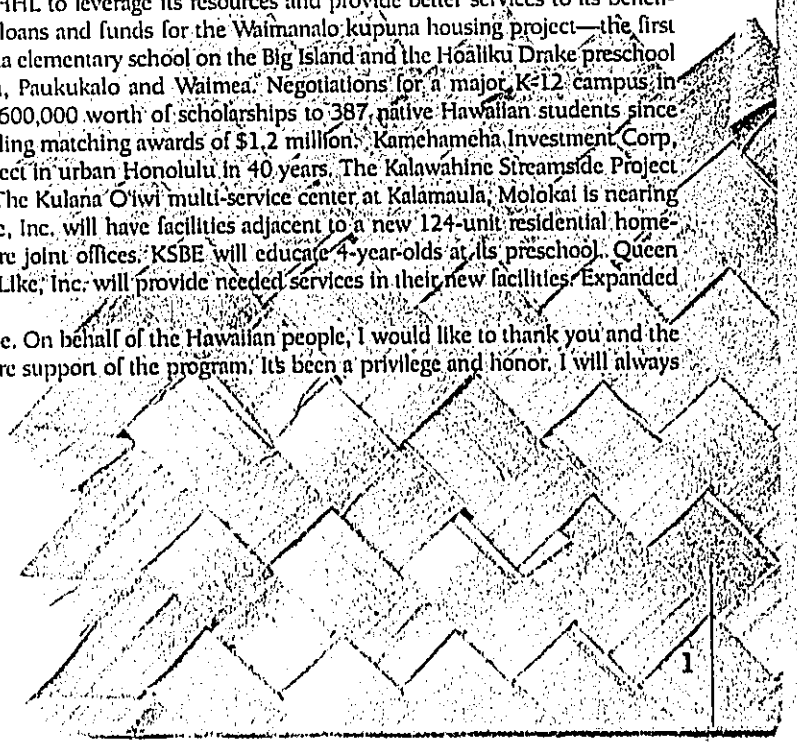 HHL to leverage its resources and provide better services to its benefi-
loans and funds for the Waimanalo kupuna housing project—the first
a elementary school on the Big Island and the Hoaliku Drake preschool
, Paukukalo and Waimea. Negotiations for a major K-12 campus in
600,000 worth of scholarships to 387 native Hawaiian students since
ling matching awards of $1.2 million. Kamehameha Investment Corp,
ect in urban Honolulu in 40 years. The Kalawahine Streamside Project
The Kulana O'iwi multi-service center at Kalamaula, Molokai is nearing
e, Inc. will have facilities adjacent to a new 124-unit residential home-
re joint offices. KSBE will educate 4-year-olds at its preschool. Queen
Like, Inc. will provide needed services in their new facilities. Expanded
e. On behalf of the Hawaiian people, I would like to thank you and the
re support of the program. It's been a privilege and honor. I will always
1